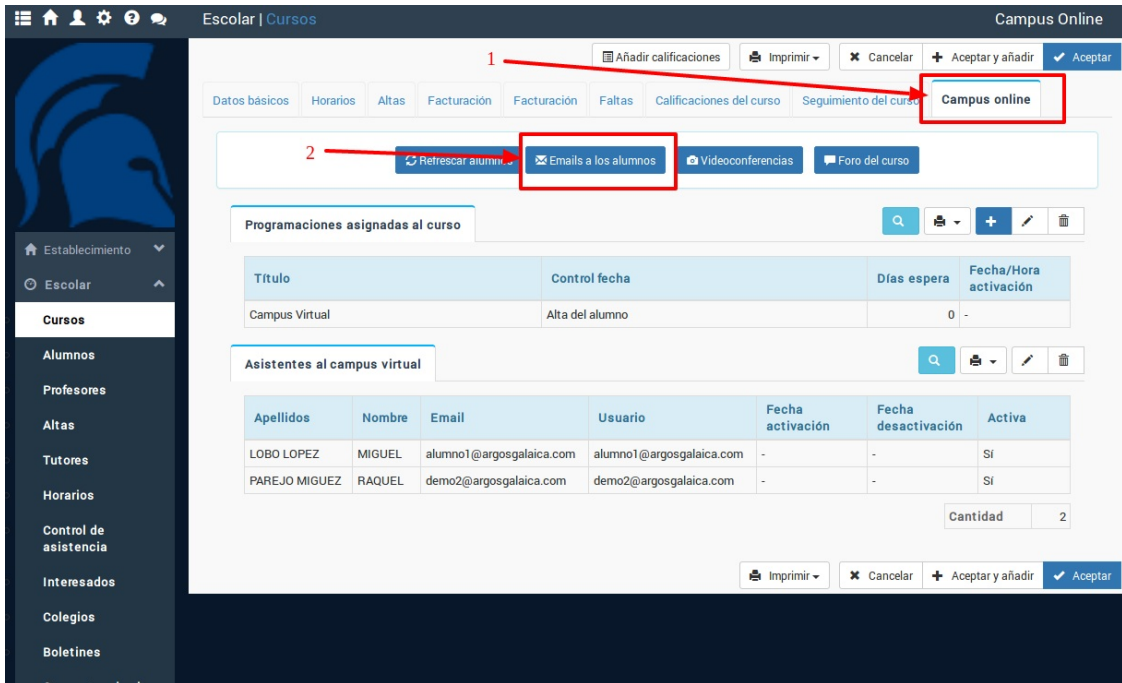 Escolar | Cursos
Campus Online
1
Añadir calificaciones
Imprimir
Cancelar
Aceptar y añadir
Aceptar
Datos básicos
Horarios
Altas
Facturación
Facturación
Faltas
Calificaciones del curso
Seguimiento del curso
Campus online
2
Refrescar alumnos
Emails a los alumnos
Videoconferencias
Foro del curso
Programaciones asignadas al curso
Título
Control fecha
Días espera
Fecha/Hora
activación
Campus Virtual
Alta del alumno
0
-
Asistentes al campus virtual
Apellidos
Nombre
Email
Usuario
Fecha
activación
Fecha
desactivación
Activa
LOBO LOPEZ
MIGUEL
alumno1@argosgalaica.com
alumno1@argosgalaica.com
-
-
Sí
PAREJO MIGUEZ
RAQUEL
demo2@argosgalaica.com
demo2@argosgalaica.com
-
-
Sí
Cantidad
2
Imprimir
Cancelar
Aceptar y añadir
Aceptar
Establecimiento
Escolar
Cursos
Alumnos
Profesores
Altas
Tutores
Horarios
Control de
asistencia
Interesados
Colegios
Boletines